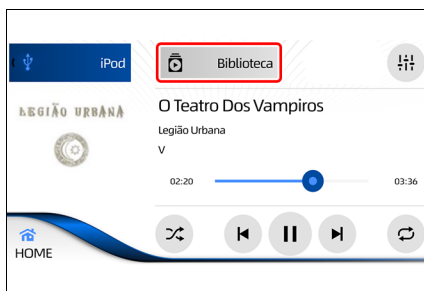 iPod
Biblioteca
LEGIÃO URBANA
O Teatro Dos Vampiros
Legião Urbana
V
02:20
03:36
HOME